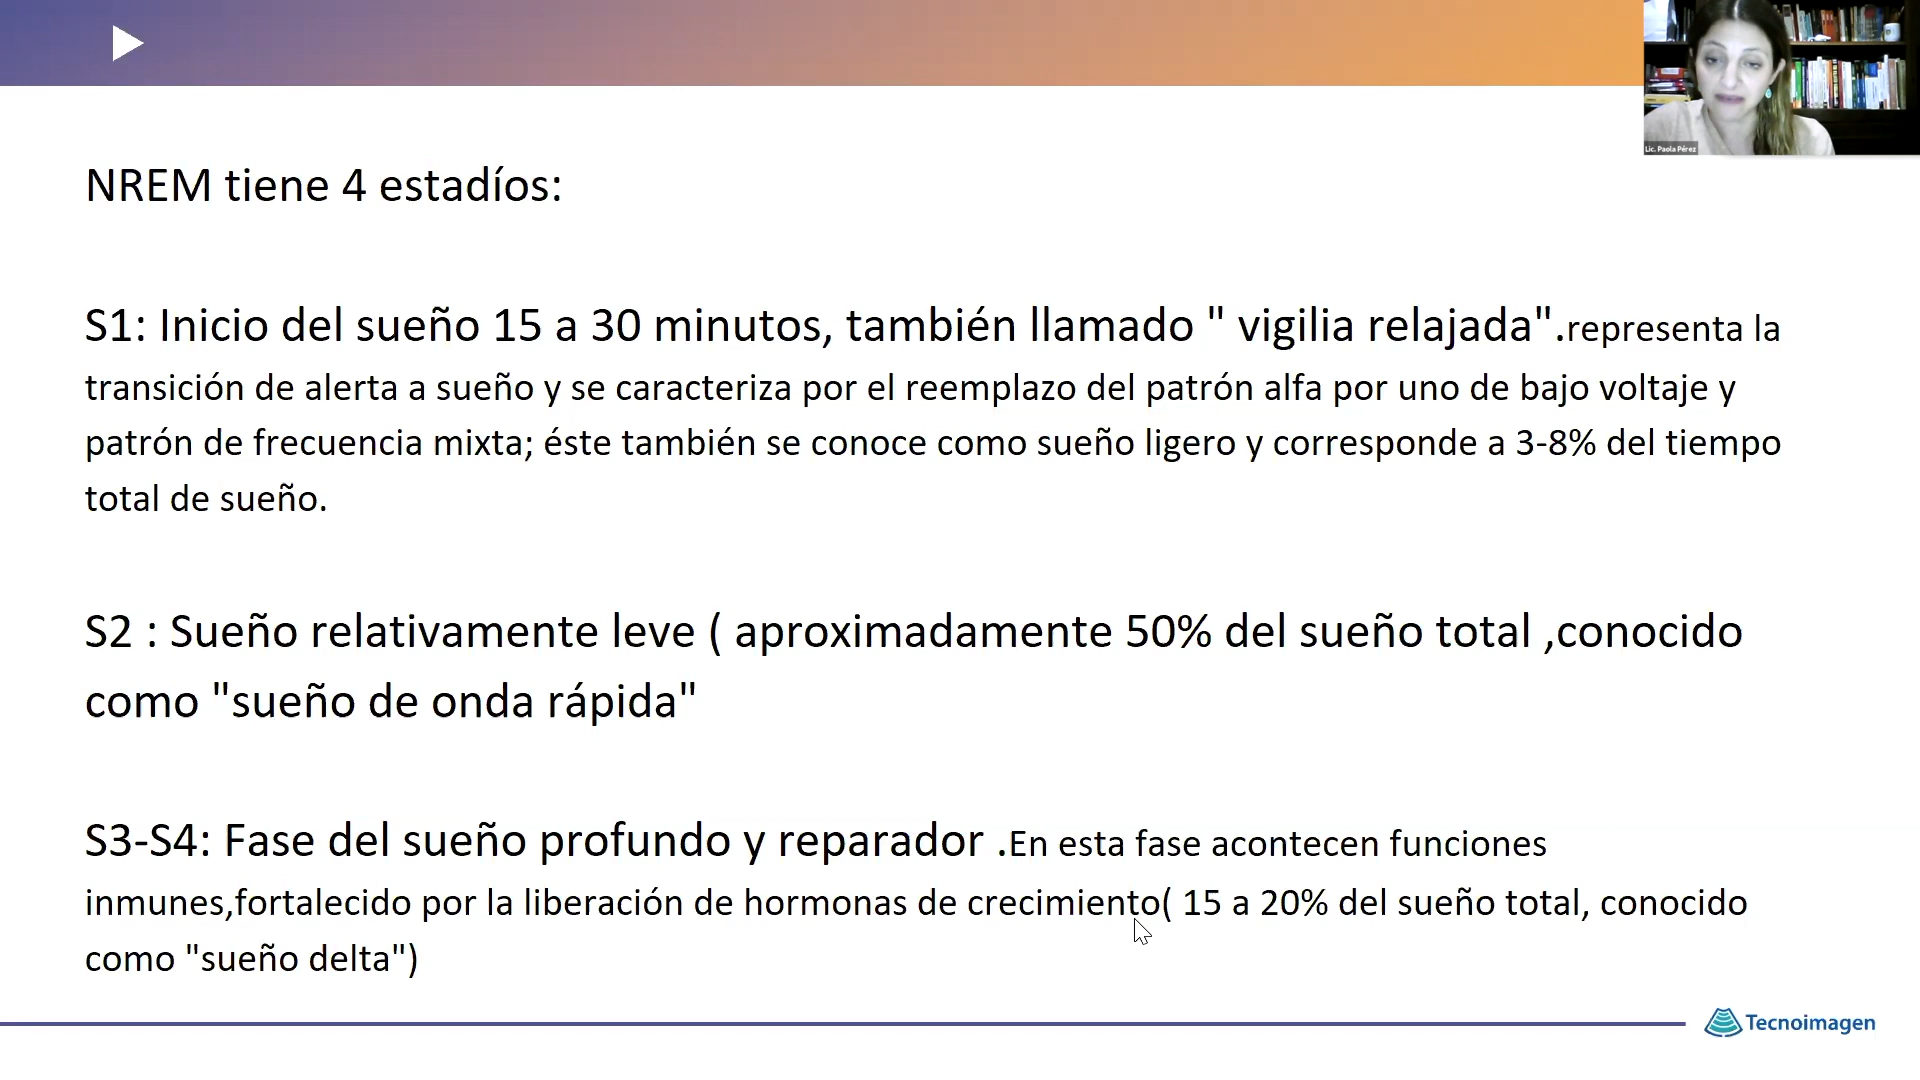 Lic. Paola Pérez
NREM tiene 4 estadíos:
S1: Inicio del sueño 15 a 30 minutos, también llamado " vigilia relajada".representa la
transición de alerta a sueño y se caracteriza por el reemplazo del patrón alfa por uno de bajo voltaje y
patrón de frecuencia mixta; éste también se conoce como sueño ligero y corresponde a 3-8% del tiempo
total de sueño.
S2 : Sueño relativamente leve ( aproximadamente 50% del sueño total ,conocido
como "sueño de onda rápida"
S3-S4: Fase del sueño profundo y reparador .En esta fase acontecen funciones
inmunes,fortalecido por la liberación de hormonas de crecimiento( 15 a 20% del sueño total, conocido
como "sueño delta")
Tecnoimagen